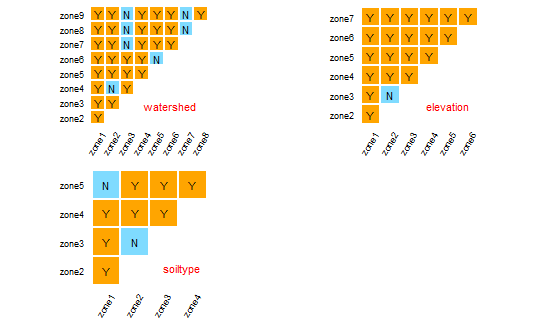 zone9 Y Y N Y Y Y N Y
zone8 Y Y N Y Y Y N
zone7 Y Y N Y Y Y
zone6 Y Y Y Y N
zone5 Y Y Y Y
zone4 Y N Y
zone3 Y Y
zone2 Y
watershed
zone1 zone2 zone3 zone4 zone5 zone6 zone7 zone8
zone7 Y Y Y Y Y Y
zone6 Y Y Y Y Y
zone5 Y Y Y Y
zone4 Y Y Y
zone3 Y N
zone2 Y
elevation
zone1 zone2 zone3 zone4 zone5 zone6
zone5 N Y Y Y
zone4 Y Y Y
zone3 Y N
zone2 Y
soiltype
zone1 zone2 zone3 zone4